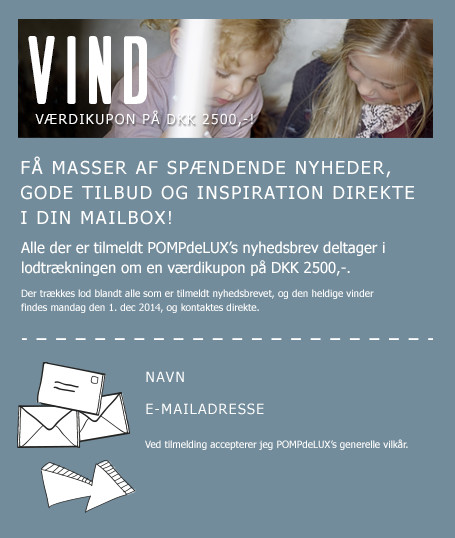 VIND
VÆRDIKUPON PÅ DKK 2500,-!
FÅ MASSER AF SPÆNDENDE NYHEDER,
GODE TILBUD OG INSPIRATION DIREKTE
I DIN MAILBOX!
Alle der er tilmeldt POMPdeLUX's nyhedsbrev deltager i
lodtrækningen om en værdikupon på DKK 2500,-.
Der trækkes lod blandt alle som er tilmeldt nyhedsbrevet, og den heldige vinder
findes mandag den 1. dec 2014, og kontaktes direkte.
NAVN
E-MAILADRESSE
Ved tilmelding accepterer jeg POMPdeLUX's generelle vilkår.